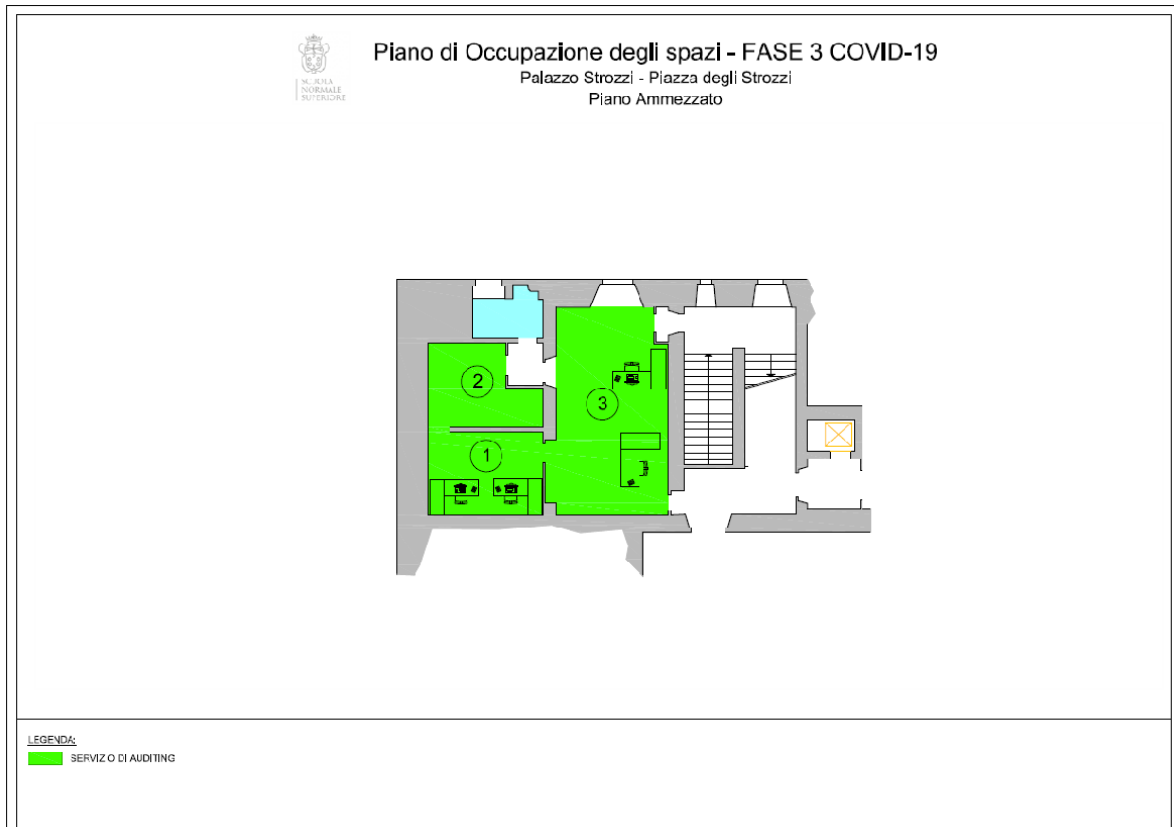 SCUOLA
NORMALE
SUPERIORE
Piano di Occupazione degli spazi - FASE 3 COVID-19
Palazzo Strozzi - Piazza degli Strozzi
Piano Ammezzato
2
3
1
LEGENDA:
SERVIZIO DI AUDITING